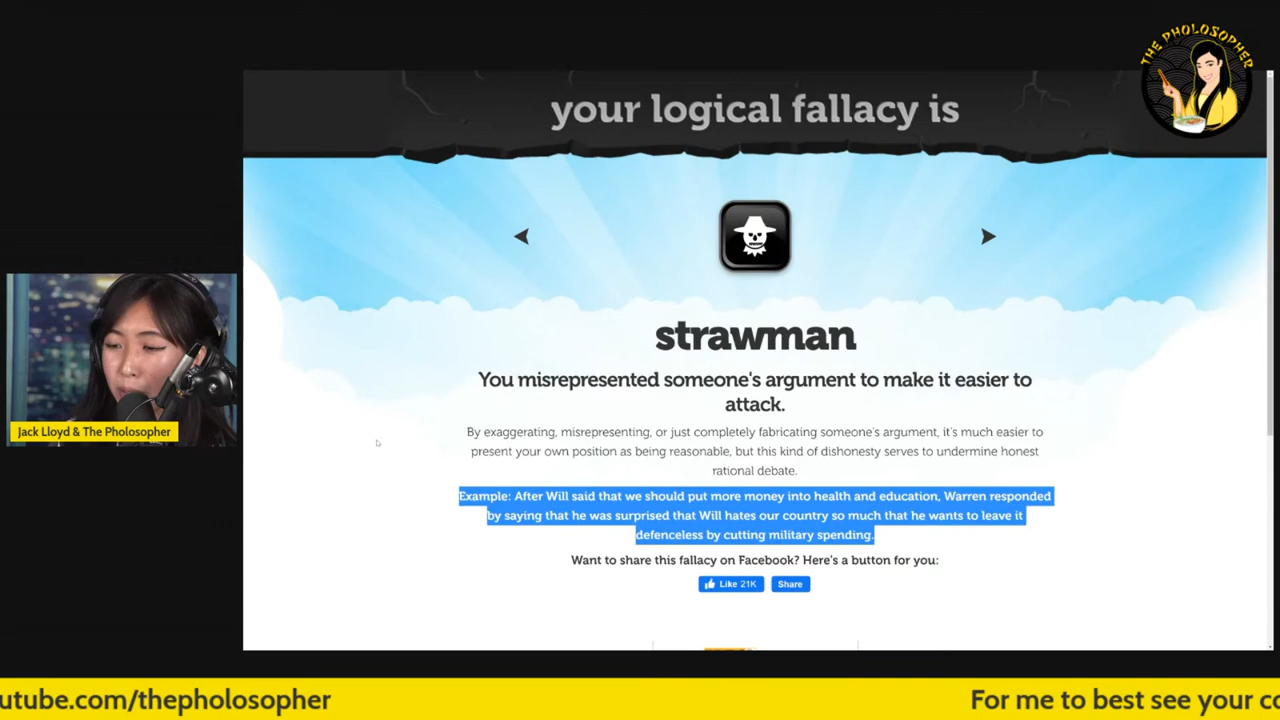 THE PHOLOSOPHER
your logical fallacy is
strawman
You misrepresented someone's argument to make it easier to
attack.
By exaggerating, misrepresenting, or just completely fabricating someone's argument, it's much easier to
present your own position as being reasonable, but this kind of dishonesty serves to undermine honest
rational debate.
Example: After Will said that we should put more money into health and education, Warren responded
by saying that he was surprised that Will hates our country so much that he wants to leave it
defenceless by cutting military spending.
Want to share this fallacy on Facebook? Here's a button for you:
Like 21K
Share
Jack Lloyd & The Pholosopher
utube.com/thepholosopher
For me to best see your co